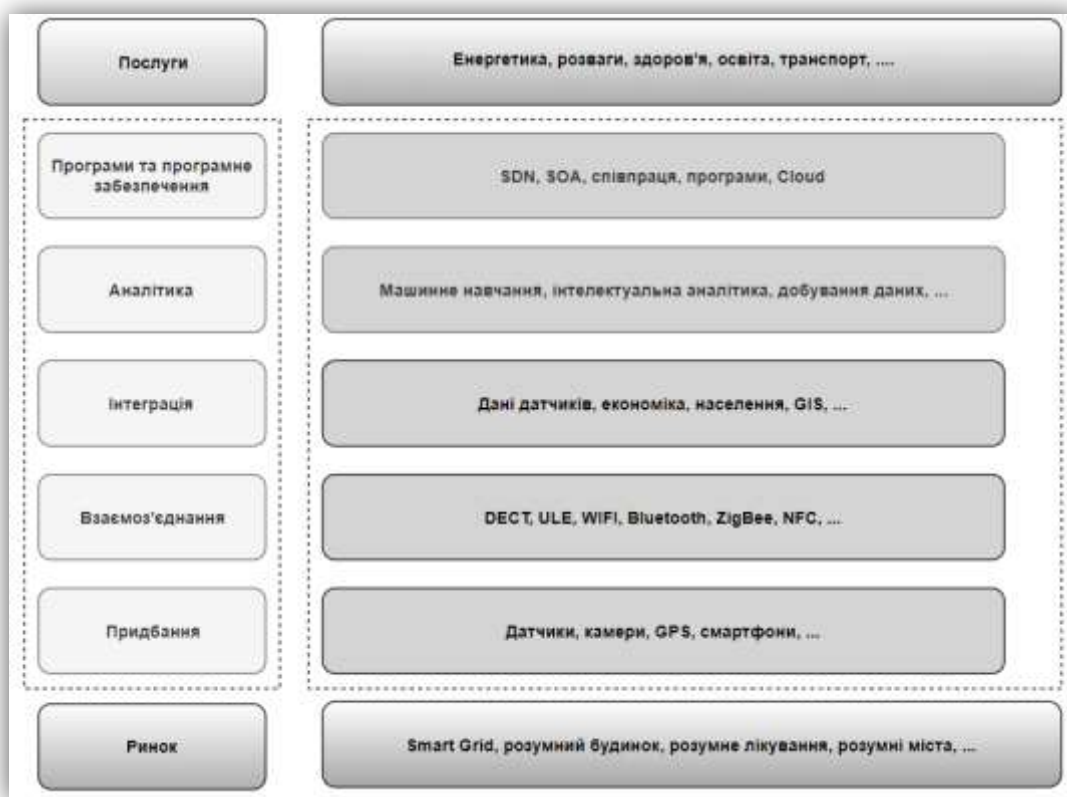 Послуги
Енергетика, розваги, здоров'я, освіта, транспорт, ....
Програми та програмне
забезпечення
SDN, SOA, співпраця, програми, Cloud
Аналітика
Машинне навчання, інтелектуальна аналітика, добування даних, ...
Інтеграція
Дані датчиків, економіка, населення, GIS, ...
Взаємоз'єднання
DECT, ULE, WIFI, Bluetooth, ZigBee, NFC, ...
Придбання
Датчики, камери, GPS, смартфони, ...
Ринок
Smart Grid, розумний будинок, розумне лікування, розумні міста, ...